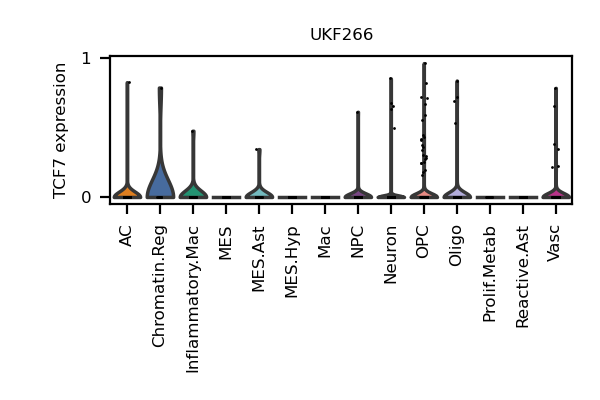 UKF266
TCF7 expression
1
0
AC
Chromatin.Reg
Inflammatory.Mac
MES
MES.Ast
MES.Hyp
Mac
NPC
Neuron
OPC
Oligo
Prolif.Metab
Reactive.Ast
Vasc